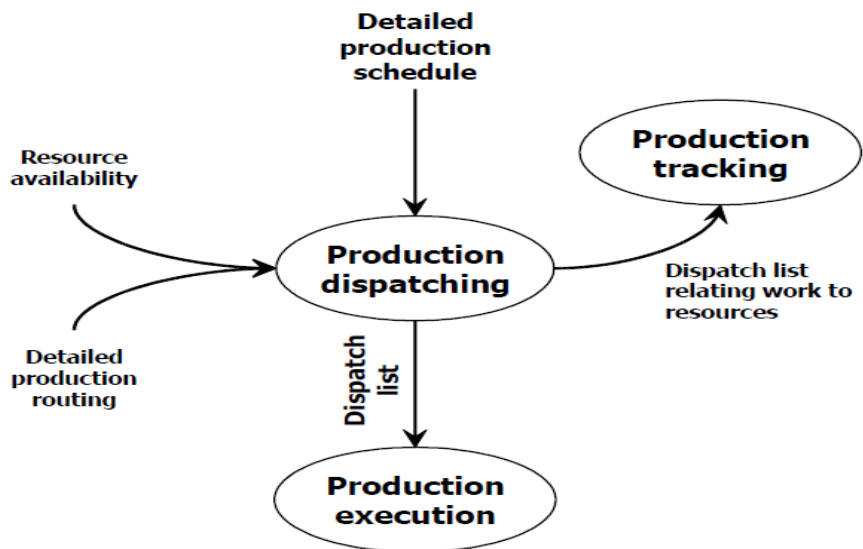 Detailed
production
schedule
Production
tracking
Resource
availability
Production
dispatching
Dispatch list
relating work to
resources
Detailed
production
routing
Dispatch
list
Production
execution